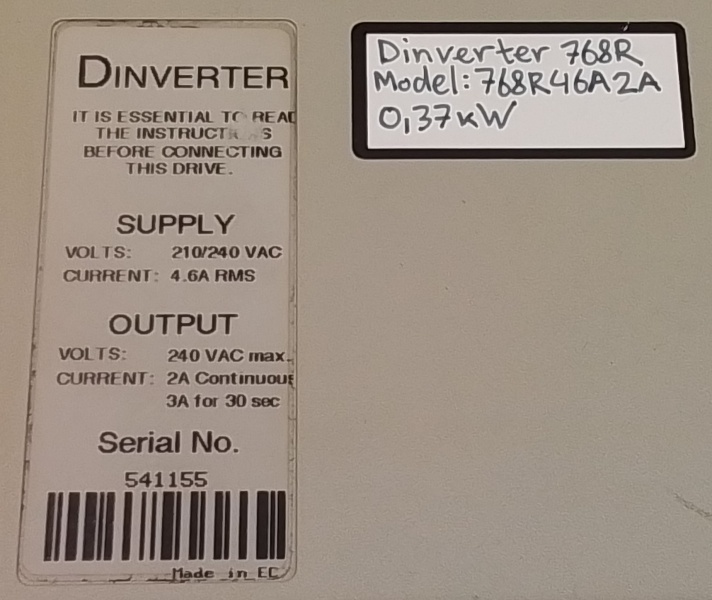 DINVERTER
IT IS ESSENTIAL TO READ
THE INSTRUCT S
BEFORE CONNECTING
THIS DRIVE.
SUPPLY
VOLTS: 210/240 VAC
CURRENT: 4.6A RMS
OUTPUT
VOLTS: 240 VAC max.
CURRENT: 2A Continuous
3A for 30 sec
Serial No.
541155
Made in EC
Dinverter 768R
Model: 768R46A2A
0,37kW